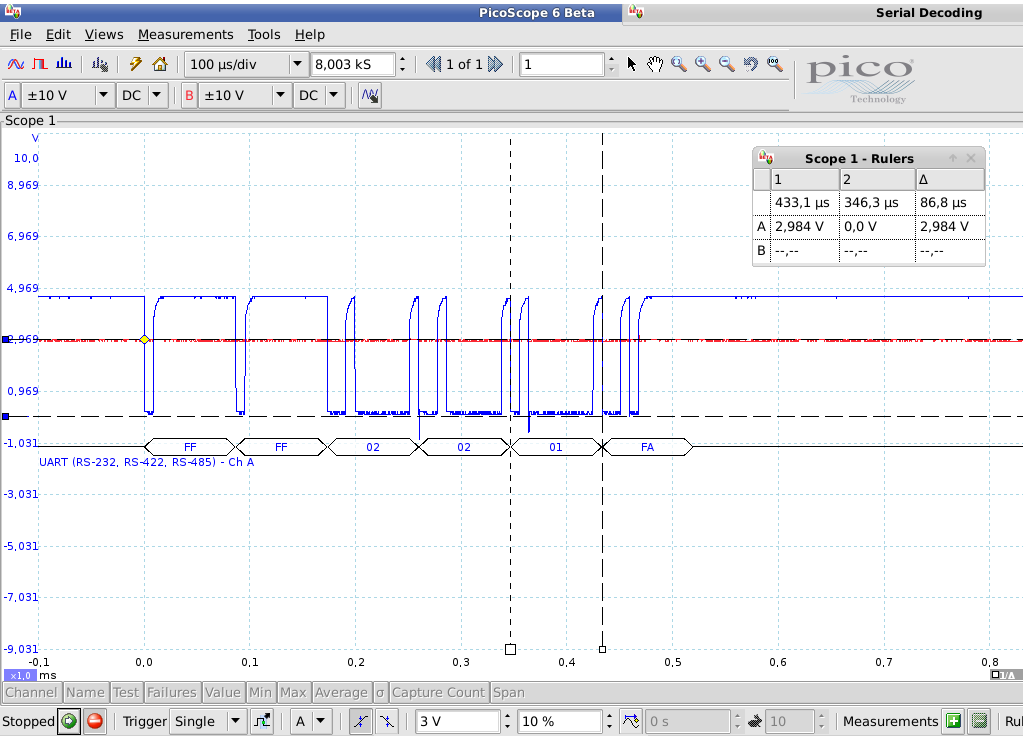 PicoScope 6 Beta
Serial Decoding
File Edit Views Measurements Tools Help
100 µs/div 8,003 kS 1 of 1 1
A ±10 V DC B ±10 V DC
pico
Technology
Scope 1
V
10,0
8,969
6,969
4,969
2,969
0,969
-1,031
-3,031
-5,031
-7,031
-9,031
Scope 1 - Rulers
1 2 Δ
433,1 µs 346,3 µs 86,8 µs
A 2,984 V 0,0 V 2,984 V
B --,-- --,-- --,--
FF FF 02 02 01 FA
UART (RS-232, RS-422, RS-485) - Ch A
-0,1 0,0 0,1 0,2 0,3 0,4 0,5 0,6 0,7 0,8
x1,0 ms 1/Δ
Channel Name Test Failures Value Min Max Average σ Capture Count Span
Stopped Trigger Single A 3 V 10 % 0 s 10 Measurements Rul